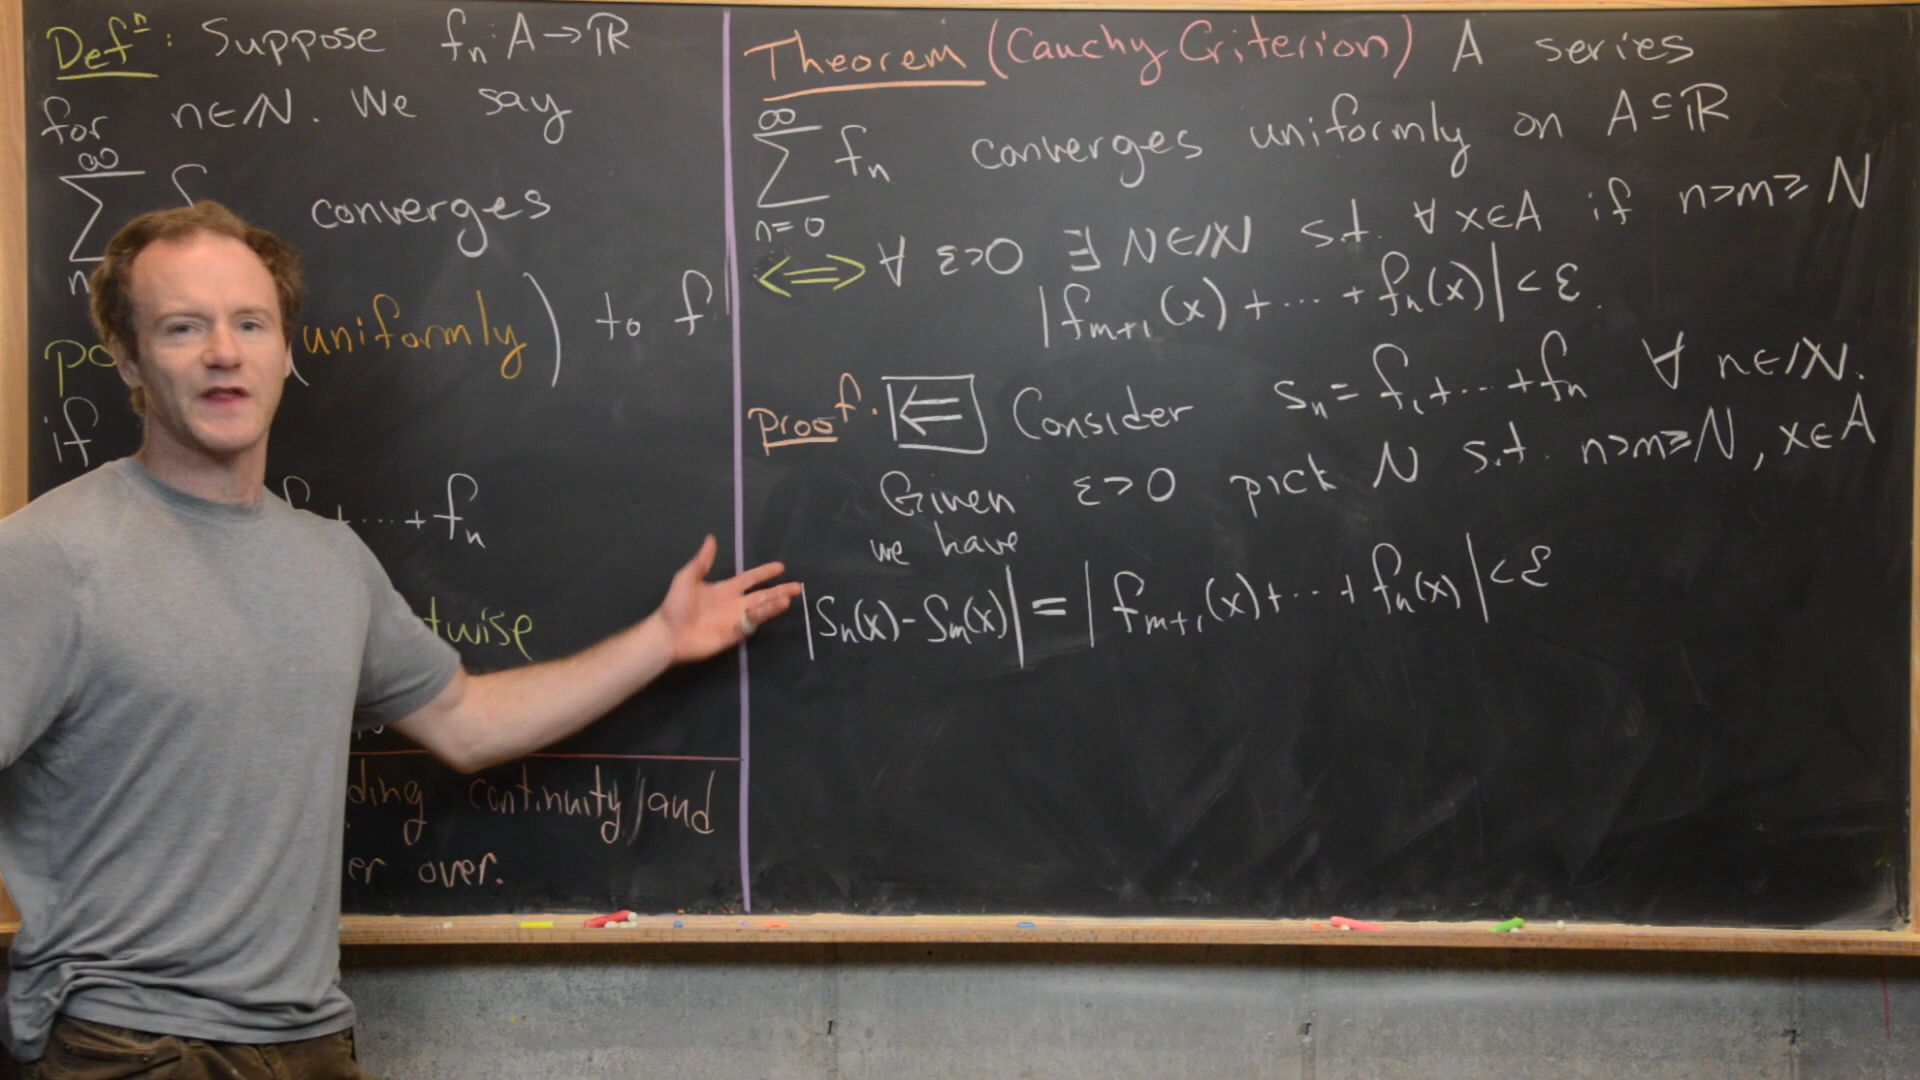 Defⁿ: Suppose fₙ: A → ℝ
for n∈ℕ. We say
∞
Σ converges
n
(uniformly) to f
if
+ ⋯ + fₙ
twise
ding continuity/and
er over.
Theorem (Cauchy Criterion) A series
∞
Σ fₙ converges uniformly on A ⊆ ℝ
n=0
⟺ ∀ ε>0 ∃ N∈ℕ s.t. ∀ x∈A if n>m≥N
|fₘ₊₁(x) + ⋯ + fₙ(x)| < ε.
Proof. ⇐ Consider sₙ = f₁ + ⋯ + fₙ ∀ n∈ℕ.
Given ε>0 pick N s.t. n>m≥N, x∈A
we have
|Sₙ(x) - Sₘ(x)| = |fₘ₊₁(x) + ⋯ + fₙ(x)| < ε